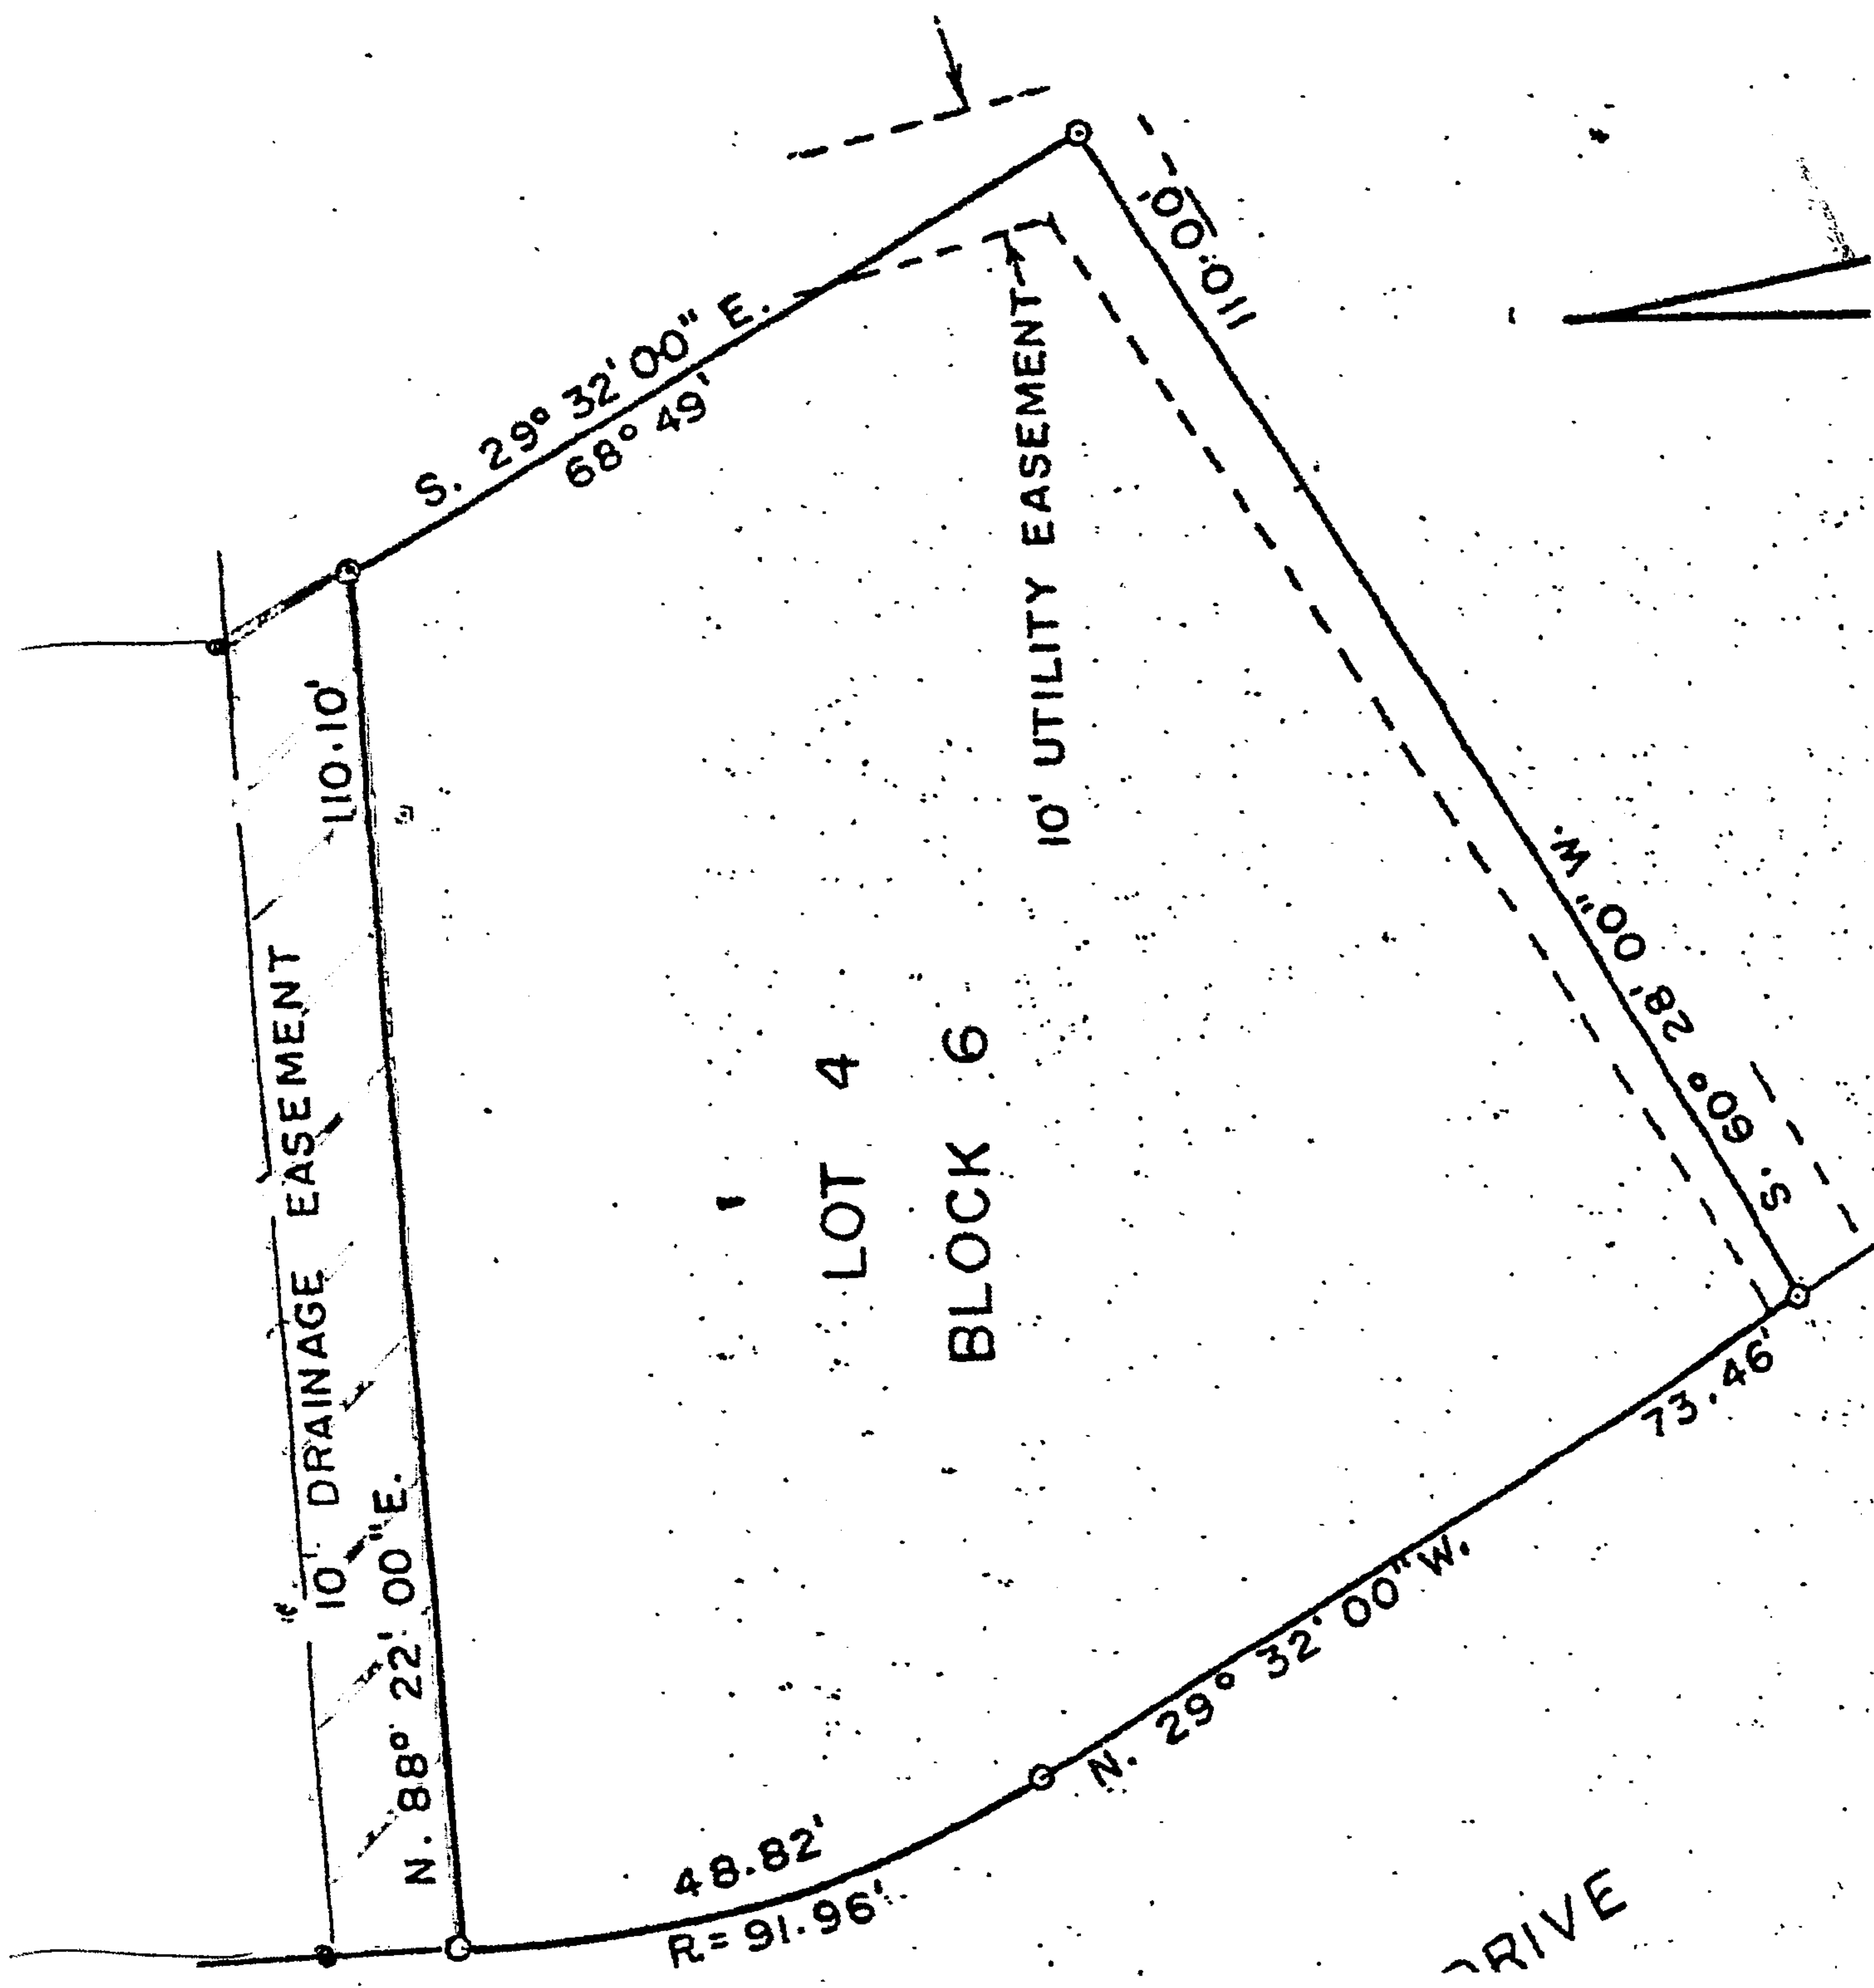 S. 29° 32' 00" E.
68° 49'
110.00'
S. 60° 28' 00" W.
10' UTILITY EASEMENT
110.10'
N. 88° 22' 00" E.
10' DRAINAGE EASEMENT
LOT 4
BLOCK 6
73.46'
N. 29° 32' 00" W.
48.82'
R= 91.96'
DRIVE